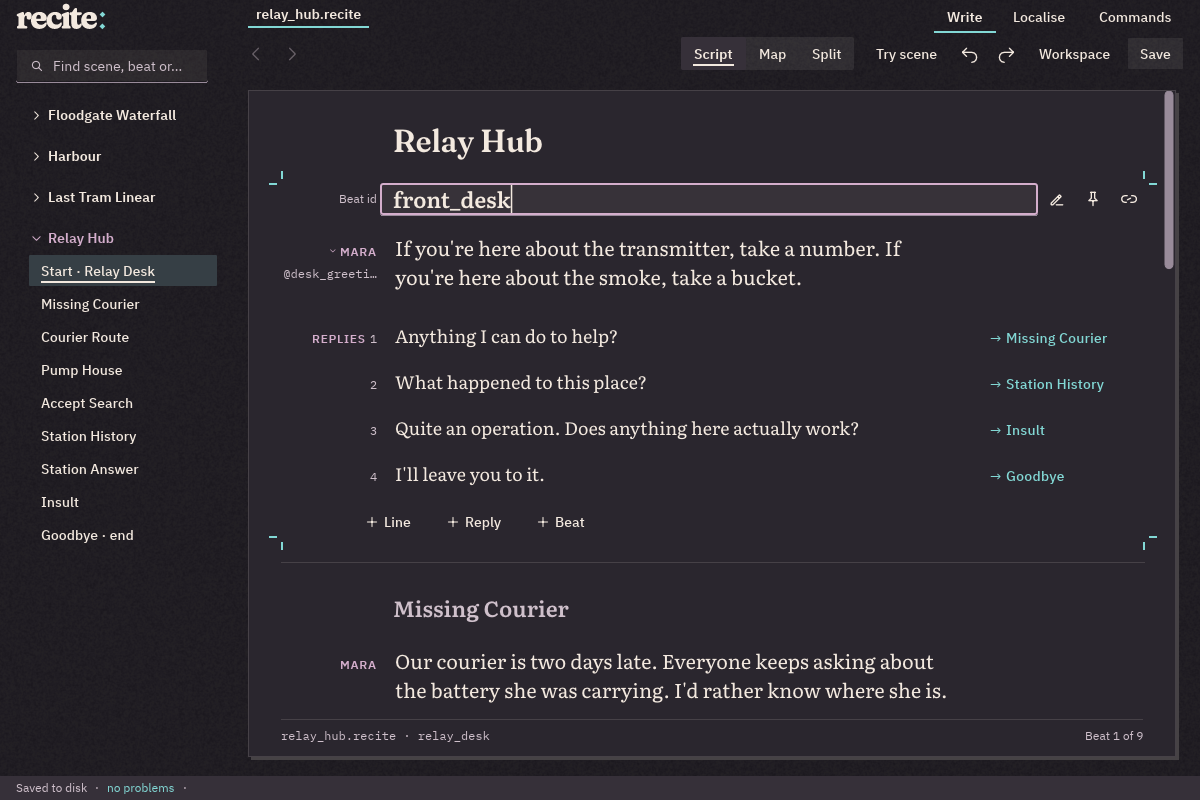 recite:
relay_hub.recite
Write Localise Commands
Find scene, beat or...
Script Map Split Try scene Workspace Save
Floodgate Waterfall
Harbour
Last Tram Linear
Relay Hub
Start · Relay Desk
Missing Courier
Courier Route
Pump House
Accept Search
Station History
Station Answer
Insult
Goodbye · end
Relay Hub
Beat id front_desk
MARA If you're here about the transmitter, take a number. If
@desk_greeti… you're here about the smoke, take a bucket.
REPLIES 1 Anything I can do to help? → Missing Courier
2 What happened to this place? → Station History
3 Quite an operation. Does anything here actually work? → Insult
4 I'll leave you to it. → Goodbye
+ Line + Reply + Beat
Missing Courier
MARA Our courier is two days late. Everyone keeps asking about
the battery she was carrying. I'd rather know where she is.
relay_hub.recite · relay_desk Beat 1 of 9
Saved to disk · no problems ·